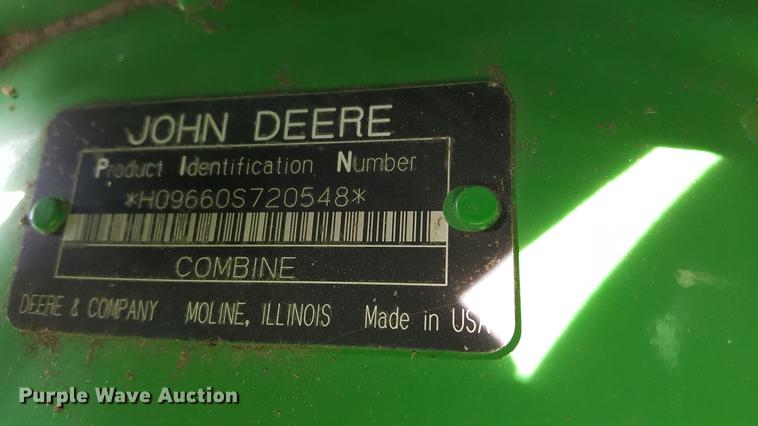 JOHN DEERE
Product Identification Number
*H09660S720548*
COMBINE
DEERE & COMPANY MOLINE, ILLINOIS Made in USA
Purple Wave Auction